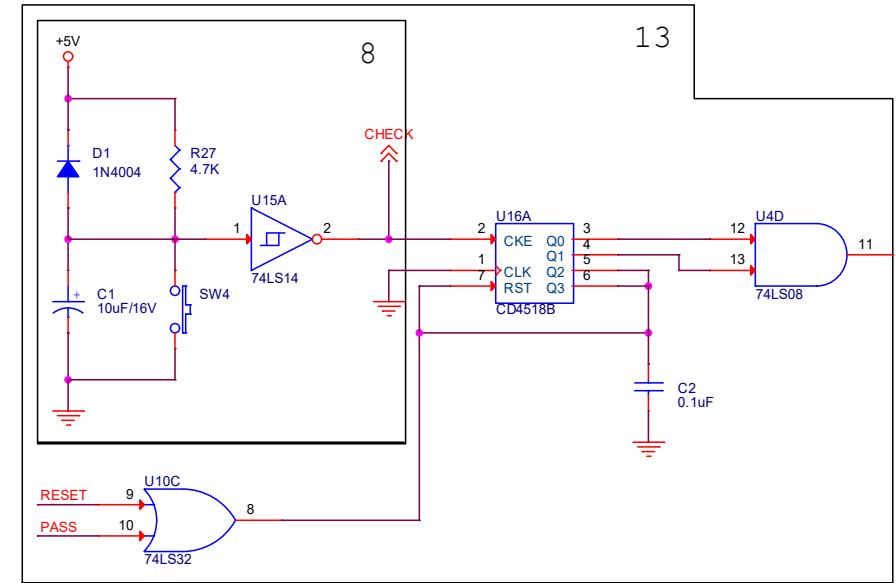 +5V
8
13
D1
1N4004
R27
4.7K
CHECK
U15A
1
2
74LS14
C1
+
10uF/16V
SW4
U16A
2
CKE
Q0
3
Q1
4
1
CLK
Q2
5
7
RST
Q3
6
CD4518B
U4D
12
13
11
74LS08
C2
0.1uF
U10C
RESET
9
8
PASS
10
74LS32